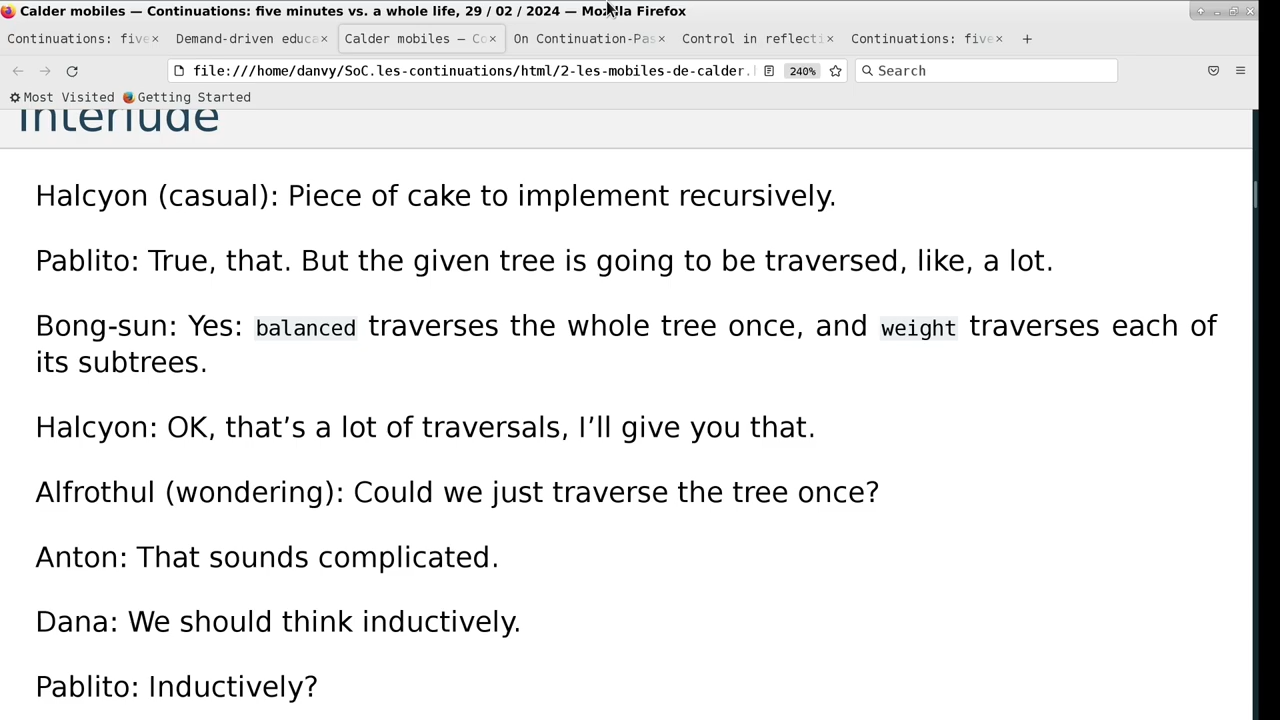 Calder mobiles — Continuations: five minutes vs. a whole life, 29 / 02 / 2024 — Mozilla Firefox
Continuations: five× Demand-driven educa× Calder mobiles — Co× On Continuation-Pas× Control in reflecti× Continuations: five× +
file:///home/danvy/SoC.les-continuations/html/2-les-mobiles-de-calder. 240% Search
Most Visited Getting Started
Interlude
Halcyon (casual): Piece of cake to implement recursively.
Pablito: True, that. But the given tree is going to be traversed, like, a lot.
Bong-sun: Yes: balanced traverses the whole tree once, and weight traverses each of
its subtrees.
Halcyon: OK, that’s a lot of traversals, I’ll give you that.
Alfrothul (wondering): Could we just traverse the tree once?
Anton: That sounds complicated.
Dana: We should think inductively.
Pablito: Inductively?